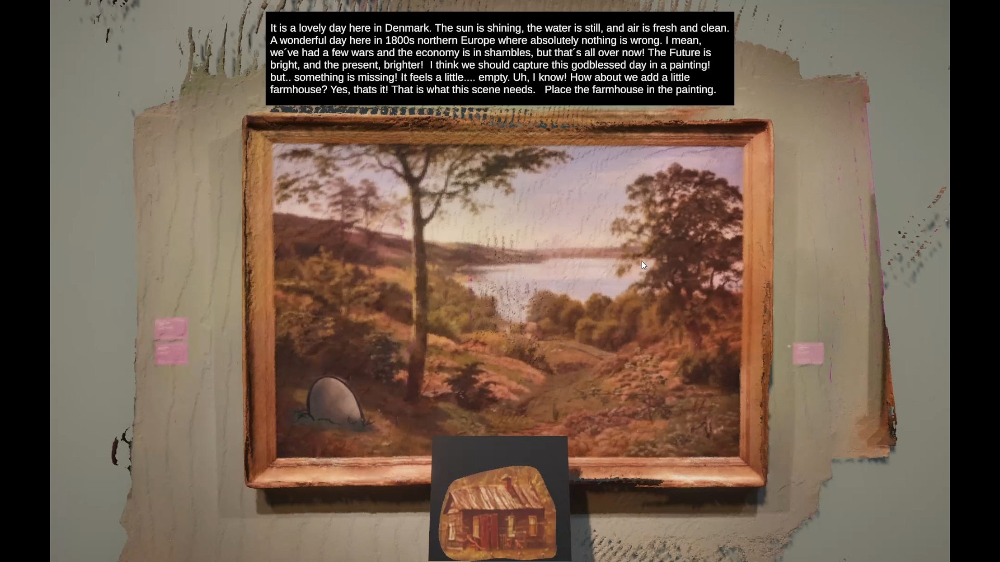 It is a lovely day here in Denmark. The sun is shining, the water is still, and air is fresh and clean.
A wonderful day here in 1800s northern Europe where absolutely nothing is wrong. I mean,
we´ve had a few wars and the economy is in shambles, but that´s all over now! The Future is
bright, and the present, brighter!  I think we should capture this godblessed day in a painting!
but.. something is missing! It feels a little.... empty. Uh, I know! How about we add a little
farmhouse? Yes, thats it! That is what this scene needs.   Place the farmhouse in the painting.